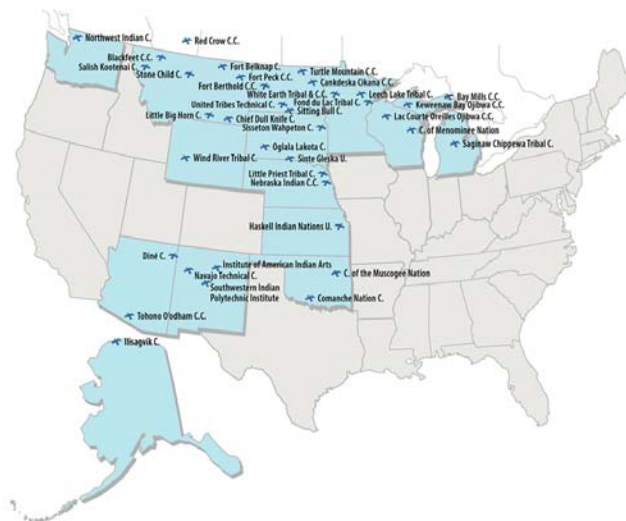 Northwest Indian C.
Red Crow C.C.
Blackfeet C.C.
Salish Kootenai C.
Stone Child C.
Fort Belknap C.
Fort Peck C.C.
Fort Berthold C.C.
Turtle Mountain C.C.
Cankdeska Cikana C.C.
White Earth Tribal & C.C.
Leech Lake Tribal C.
Bay Mills C.C.
United Tribes Technical C.
Fond du Lac Tribal C.
Keweenaw Bay Ojibwa C.C.
Sitting Bull C.
Little Big Horn C.
Chief Dull Knife C.
Lac Courte Oreilles Ojibwa C.C.
Sisseton Wahpeton C.
C. of Menominee Nation
Saginaw Chippewa Tribal C.
Oglala Lakota C.
Wind River Tribal C.
Sinte Gleska U.
Little Priest Tribal C.
Nebraska Indian C.C.
Haskell Indian Nations U.
Diné C.
Institute of American Indian Arts
Navajo Technical C.
C. of the Muscogee Nation
Southwestern Indian
Polytechnic Institute
Comanche Nation C.
Tohono O'odham C.C.
Ilisagvik C.